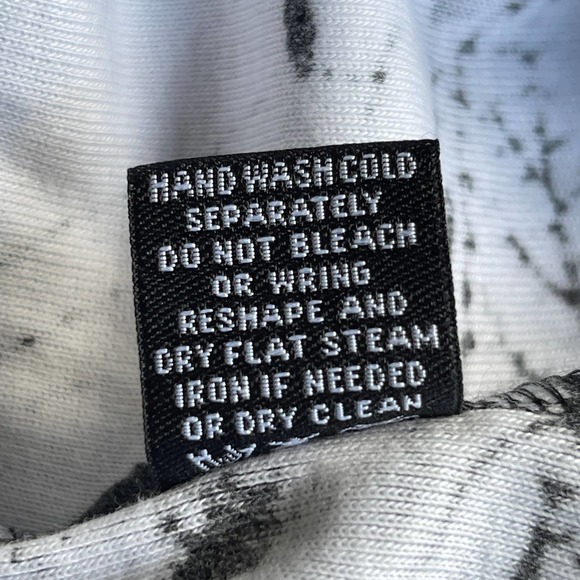 HAND WASH COLD
SEPARATELY
DO NOT BLEACH
OR WRING
RESHAPE AND
DRY FLAT STEAM
IRON IF NEEDED
OR DRY CLEAN